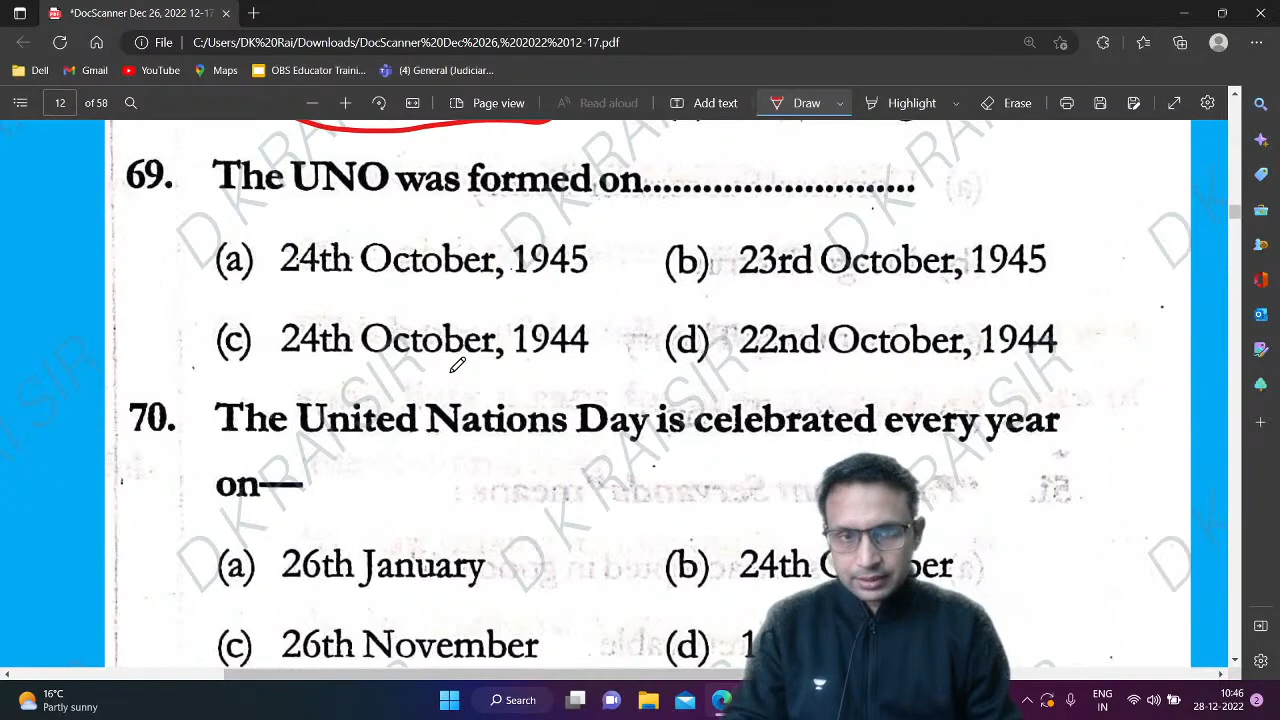 *DocScanner Dec 26, 2022 12-17
File C:/Users/DK%20Rai/Downloads/DocScanner%20Dec%2026,%202022%2012-17.pdf
Dell Gmail YouTube Maps OBS Educator Traini... (4) General (Judiciar...
12 of 58 Page view Read aloud Add text Draw Highlight Erase
69. The UNO was formed on...........................
(a) 24th October, 1945 (b) 23rd October, 1945
(c) 24th October, 1944 (d) 22nd October, 1944
70. The United Nations Day is celebrated every year
on—
(a) 26th January (b) 24th
(c) 26th November (d)
D K RAI SIR
16°C
Partly sunny
Search
ENG
IN
10:46
28-12-2022